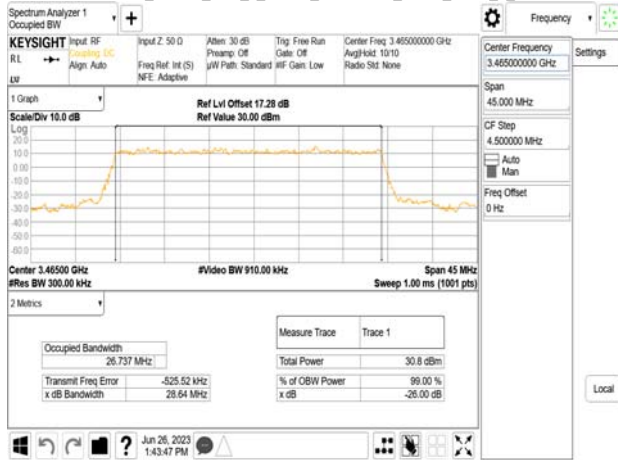 Spectrum Analyzer 1
Occupied BW
+
Frequency
KEYSIGHT Input: RF Input Z: 50 Ω Atten: 30 dB Trig: Free Run Center Freq: 3.465000000 GHz
RL Coupling: DC Preamp: Off Gate: Off Avg|Hold: 10/10
Align: Auto Freq Ref: Int (S) µW Path: Standard #IF Gain: Low Radio Std: None
LVI NFE: Adaptive
Center Frequency
3.465000000 GHz
Settings
Span
45.000 MHz
CF Step
4.500000 MHz
Auto
Man
Freq Offset
0 Hz
Local
1 Graph
Ref Lvl Offset 17.28 dB
Scale/Div 10.0 dB Ref Value 30.00 dBm
Log
20.0
10.0
0.00
-10.0
-20.0
-30.0
-40.0
-50.0
-60.0
Center 3.46500 GHz #Video BW 910.00 kHz Span 45 MHz
#Res BW 300.00 kHz Sweep 1.00 ms (1001 pts)
2 Metrics
Measure Trace Trace 1
Occupied Bandwidth
26.737 MHz Total Power 30.8 dBm
Transmit Freq Error -525.52 kHz % of OBW Power 99.00 %
x dB Bandwidth 28.64 MHz x dB -26.00 dB
? Jun 26, 2023
1:43:47 PM